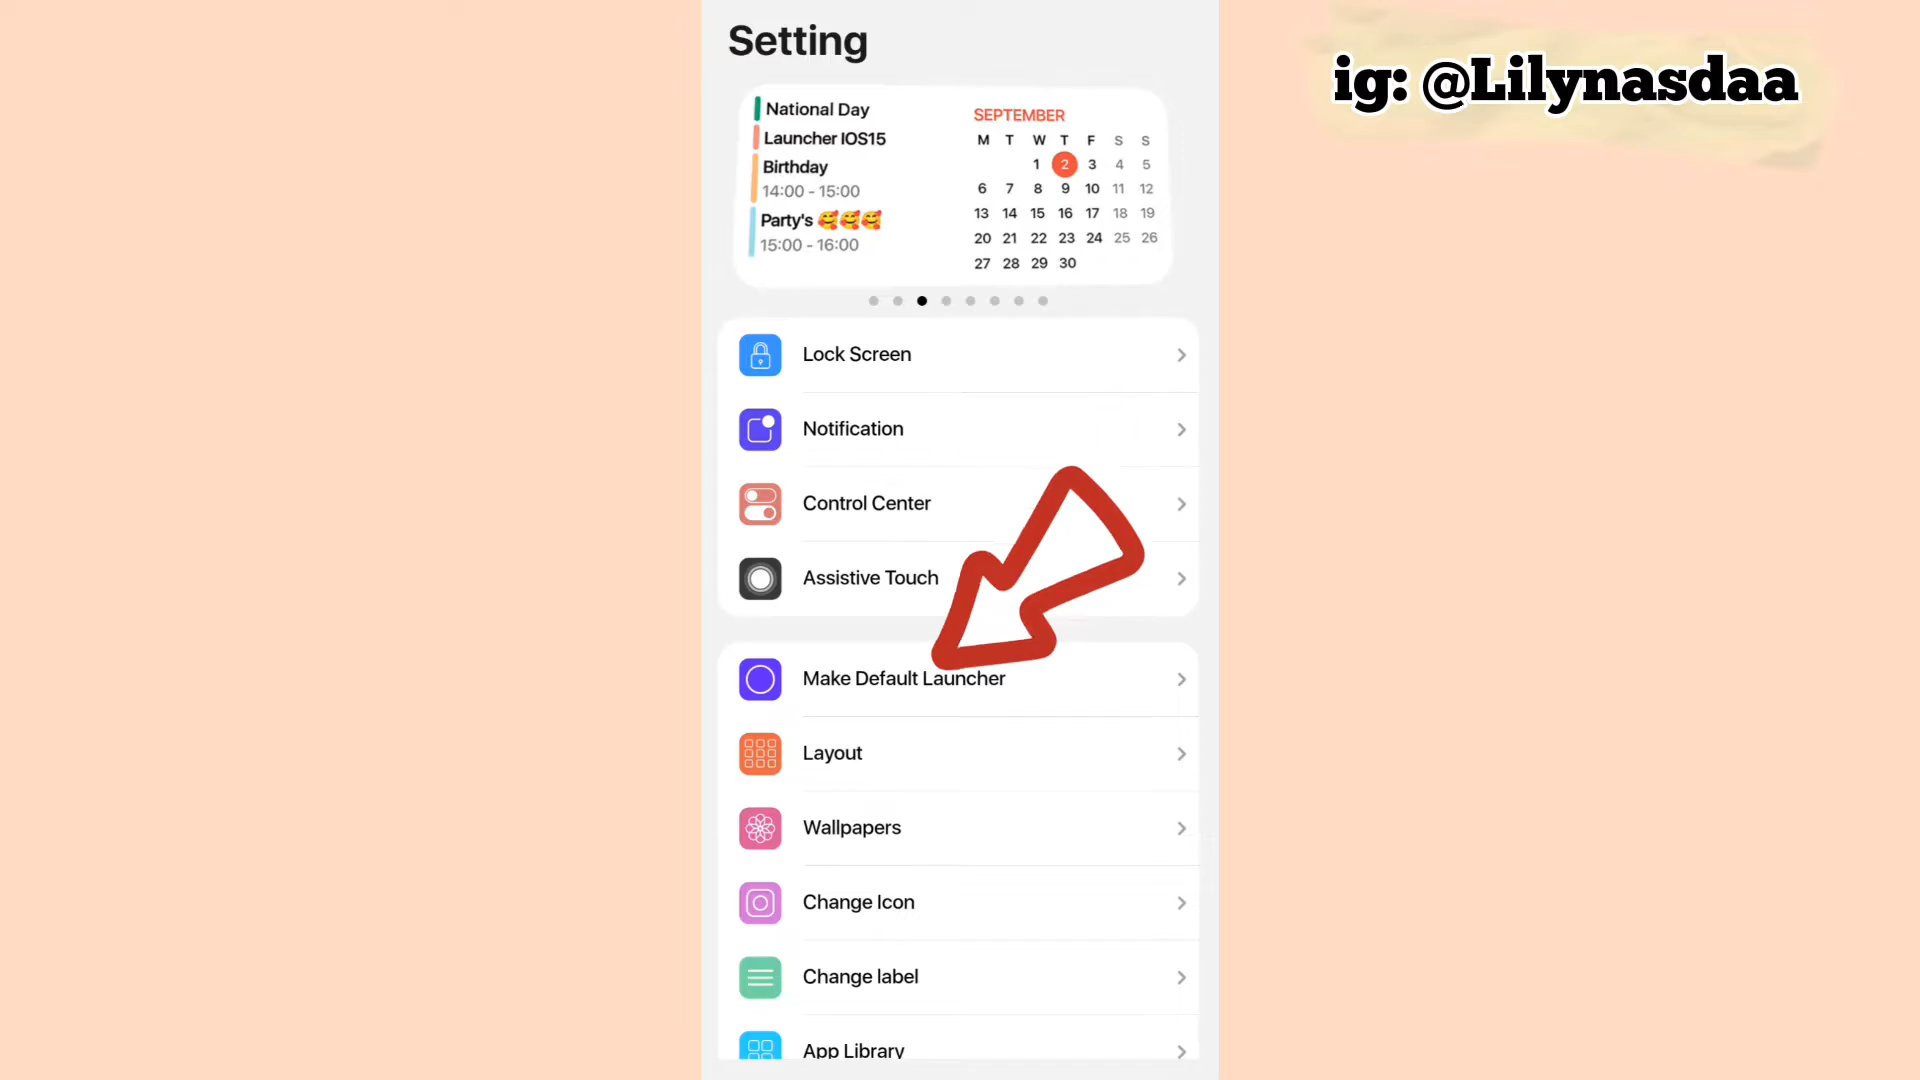 Setting
ig: @Lilynasdaa
National Day
Launcher IOS15
Birthday
14:00 - 15:00
Party's 🥰🥰🥰
15:00 - 16:00
SEPTEMBER
M T W T F S S
1 2 3 4 5
6 7 8 9 10 11 12
13 14 15 16 17 18 19
20 21 22 23 24 25 26
27 28 29 30
Lock Screen
Notification
Control Center
Assistive Touch
Make Default Launcher
Layout
Wallpapers
Change Icon
Change label
App Library